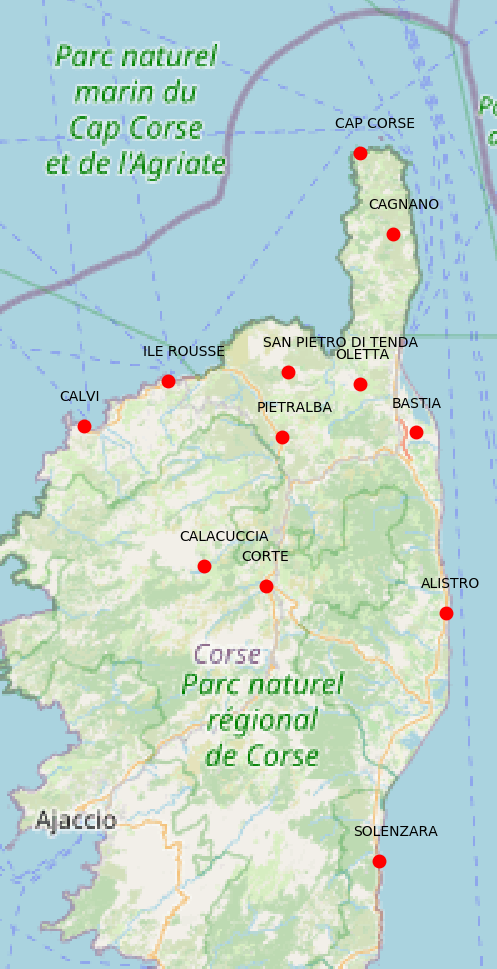 Parc naturel
marin du
Cap Corse
et de l'Agriate
CAP CORSE
CAGNANO
SAN PIETRO DI TENDA
ILE ROUSSE
OLETTA
CALVI
PIETRALBA
BASTIA
CALACUCCIA
CORTE
ALISTRO
Corse
Parc naturel
régional
de Corse
Ajaccio
SOLENZARA